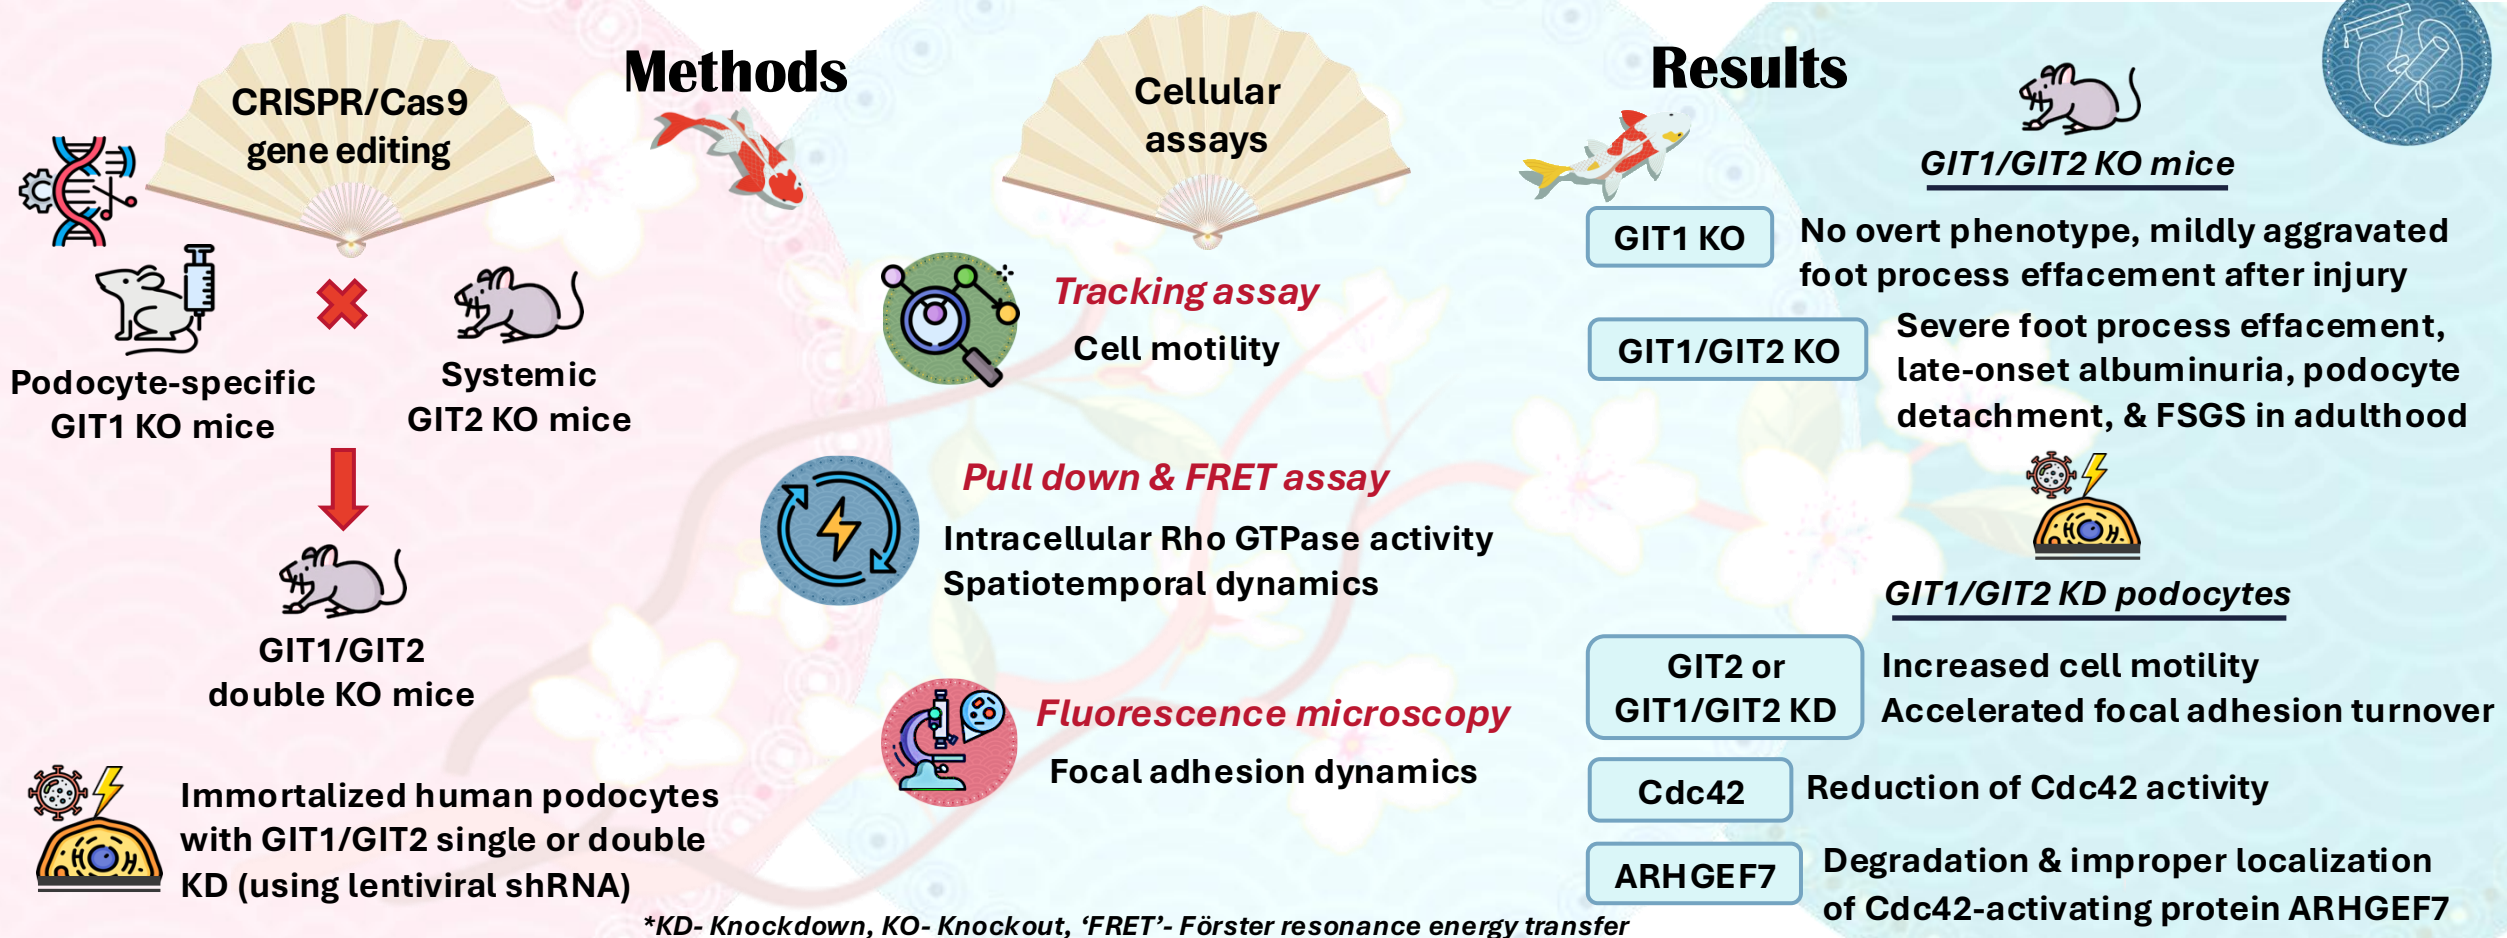 Methods
CRISPR/Cas9
gene editing
Podocyte-specific
GIT1 KO mice
Systemic
GIT2 KO mice
GIT1/GIT2
double KO mice
Immortalized human podocytes
with GIT1/GIT2 single or double
KD (using lentiviral shRNA)
Cellular
assays
Tracking assay
Cell motility
Pull down & FRET assay
Intracellular Rho GTPase activity
Spatiotemporal dynamics
Fluorescence microscopy
Focal adhesion dynamics
Results
GIT1/GIT2 KO mice
GIT1 KO
No overt phenotype, mildly aggravated
foot process effacement after injury
GIT1/GIT2 KO
Severe foot process effacement,
late-onset albuminuria, podocyte
detachment, & FSGS in adulthood
GIT1/GIT2 KD podocytes
GIT2 or
GIT1/GIT2 KD
Increased cell motility
Accelerated focal adhesion turnover
Cdc42
Reduction of Cdc42 activity
ARHGEF7
Degradation & improper localization
of Cdc42-activating protein ARHGEF7
*KD- Knockdown, KO- Knockout, ‘FRET’- Förster resonance energy transfer